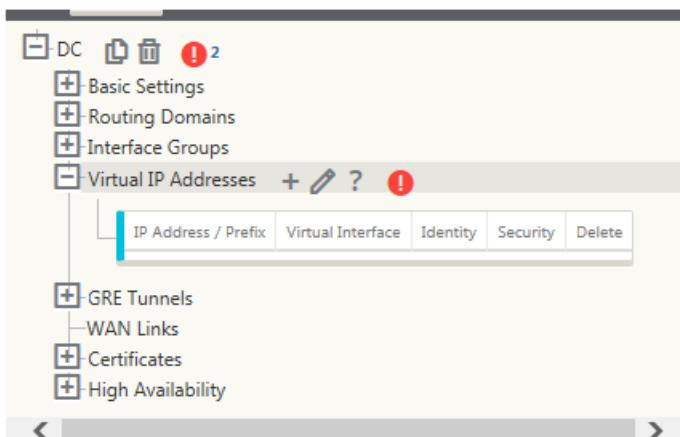 DC 2
Basic Settings
Routing Domains
Interface Groups
Virtual IP Addresses + ? !
IP Address / Prefix Virtual Interface Identity Security Delete
GRE Tunnels
WAN Links
Certificates
High Availability